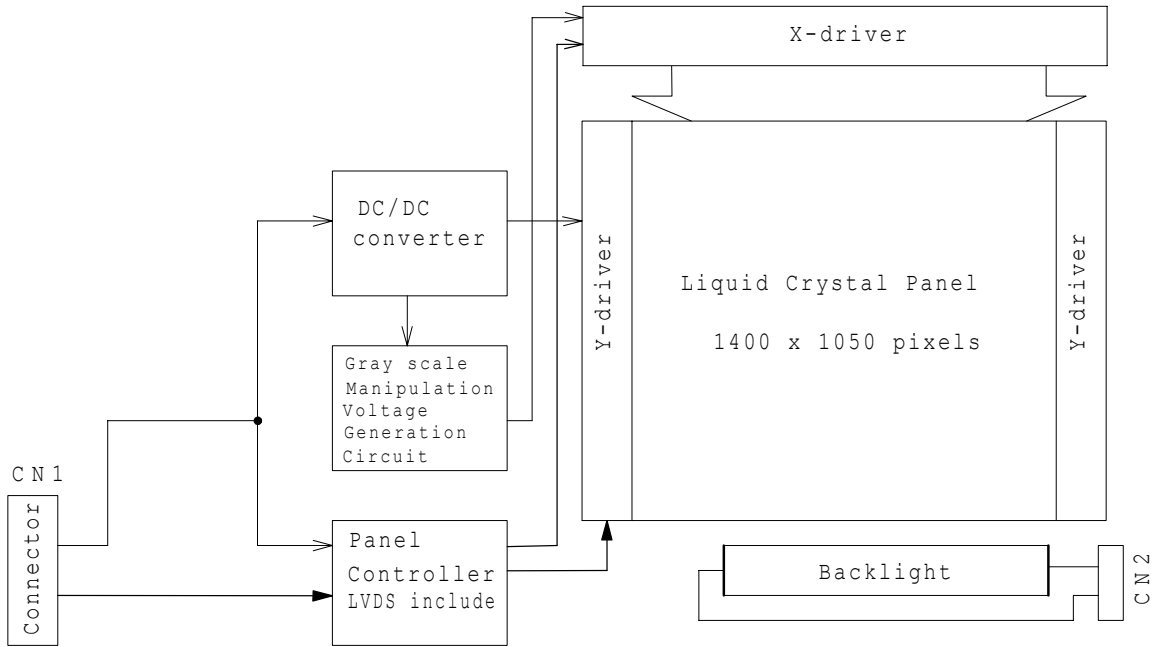 X-driver
DC/DC
converter
Y-driver
Liquid Crystal Panel
1400 x 1050 pixels
Y-driver
Gray scale
Manipulation
Voltage
Generation
Circuit
CN1
Connector
Panel
Controller
LVDS include
Backlight
CN2